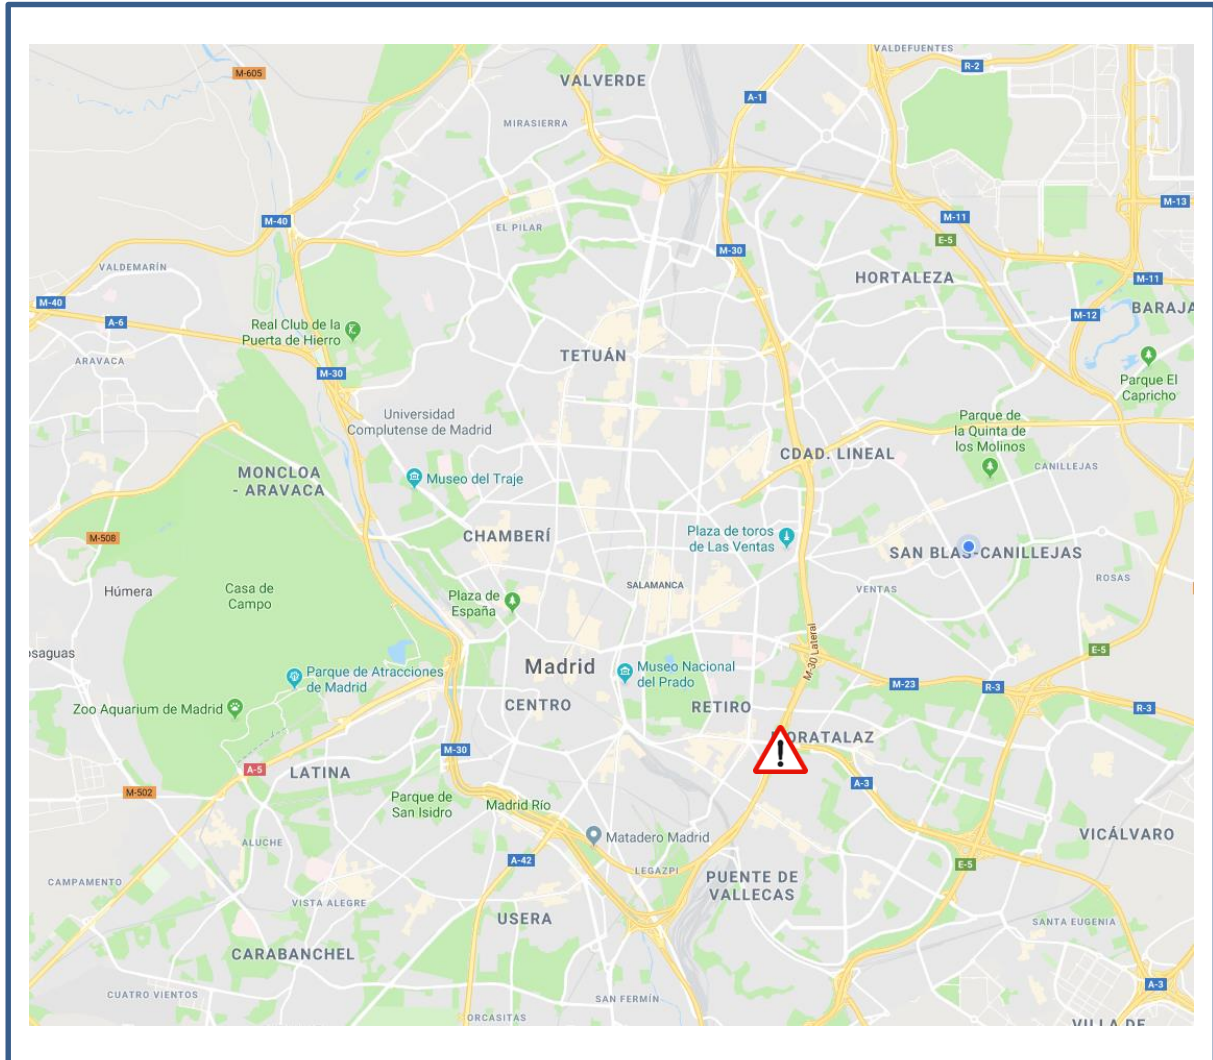 VALDEFUENTES
M-605
R-2
VALVERDE
A-1
MIRASIERRA
M-13
M-40
M-11
EL PILAR
E-5
M-30
VALDEMARÍN
HORTALEZA
M-11
M-40
BARAJA
M-12
A-6
Real Club de la
Puerta de Hierro
TETUÁN
ARAVACA
M-30
Parque El
Capricho
Universidad
Complutense de Madrid
Parque de
la Quinta de
los Molinos
CDAD. LINEAL
CANILLEJAS
MONCLOA
- ARAVACA
Museo del Traje
CHAMBERÍ
Plaza de toros
de Las Ventas
M-508
SAN BLAS-CANILLEJAS
ROSAS
Húmera
Casa de
Campo
SALAMANCA
VENTAS
Plaza de
España
M-30 Lateral
osaguas
E-5
Madrid
Museo Nacional
del Prado
Parque de Atracciones
de Madrid
M-23
R-3
Zoo Aquarium de Madrid
CENTRO
RETIRO
R-3
ORATALAZ
M-30
A-5
LATINA
A-3
M-502
Parque de
San Isidro
Madrid Río
Matadero Madrid
VICÁLVARO
ALUCHE
A-42
LEGAZPI
E-5
PUENTE DE
VALLECAS
CAMPAMENTO
VISTA ALEGRE
USERA
SANTA EUGENIA
CARABANCHEL
A-3
CUATRO VIENTOS
SAN FERMÍN
ORCASITAS
VILLA DE